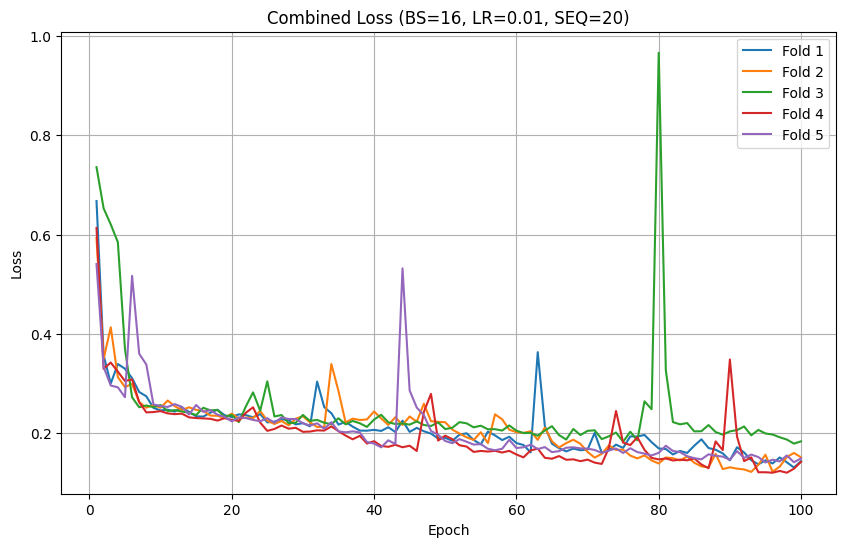 Combined Loss (BS=16, LR=0.01, SEQ=20)
Fold 1
Fold 2
Fold 3
Fold 4
Fold 5
Loss
1.0
0.8
0.6
0.4
0.2
0 20 40 60 80 100
Epoch